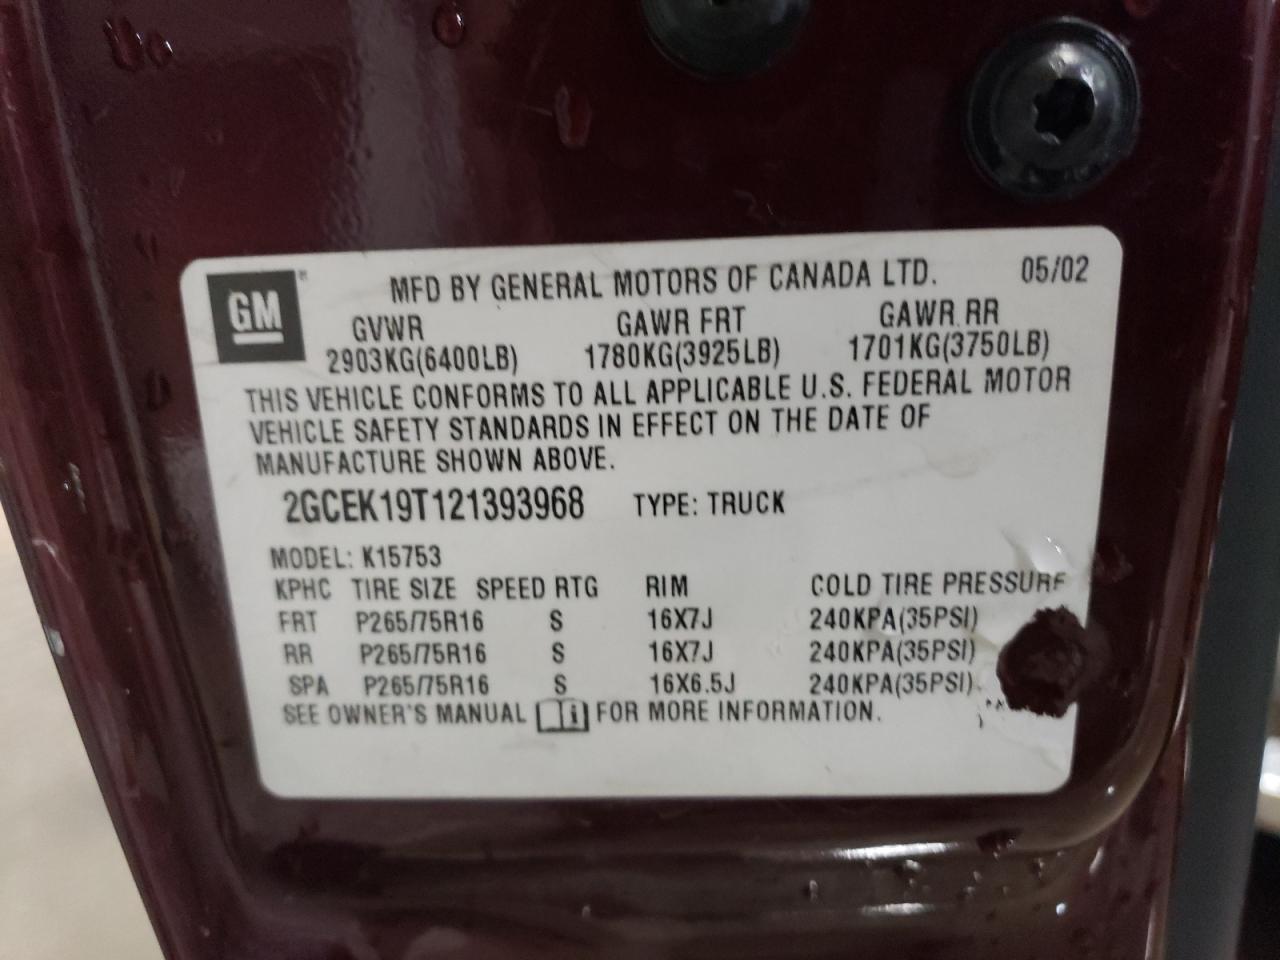 GM ® MFD BY GENERAL MOTORS OF CANADA LTD. 05/02
GVWR GAWR FRT GAWR RR
2903KG(6400LB) 1780KG(3925LB) 1701KG(3750LB)
THIS VEHICLE CONFORMS TO ALL APPLICABLE U.S. FEDERAL MOTOR
VEHICLE SAFETY STANDARDS IN EFFECT ON THE DATE OF
MANUFACTURE SHOWN ABOVE.
2GCEK19T121393968 TYPE: TRUCK
MODEL: K15753
KPHC TIRE SIZE SPEED RTG RIM COLD TIRE PRESSURE
FRT P265/75R16 S 16X7J 240KPA(35PSI)
RR P265/75R16 S 16X7J 240KPA(35PSI)
SPA P265/75R16 S 16X6.5J 240KPA(35PSI)
SEE OWNER'S MANUAL i FOR MORE INFORMATION.